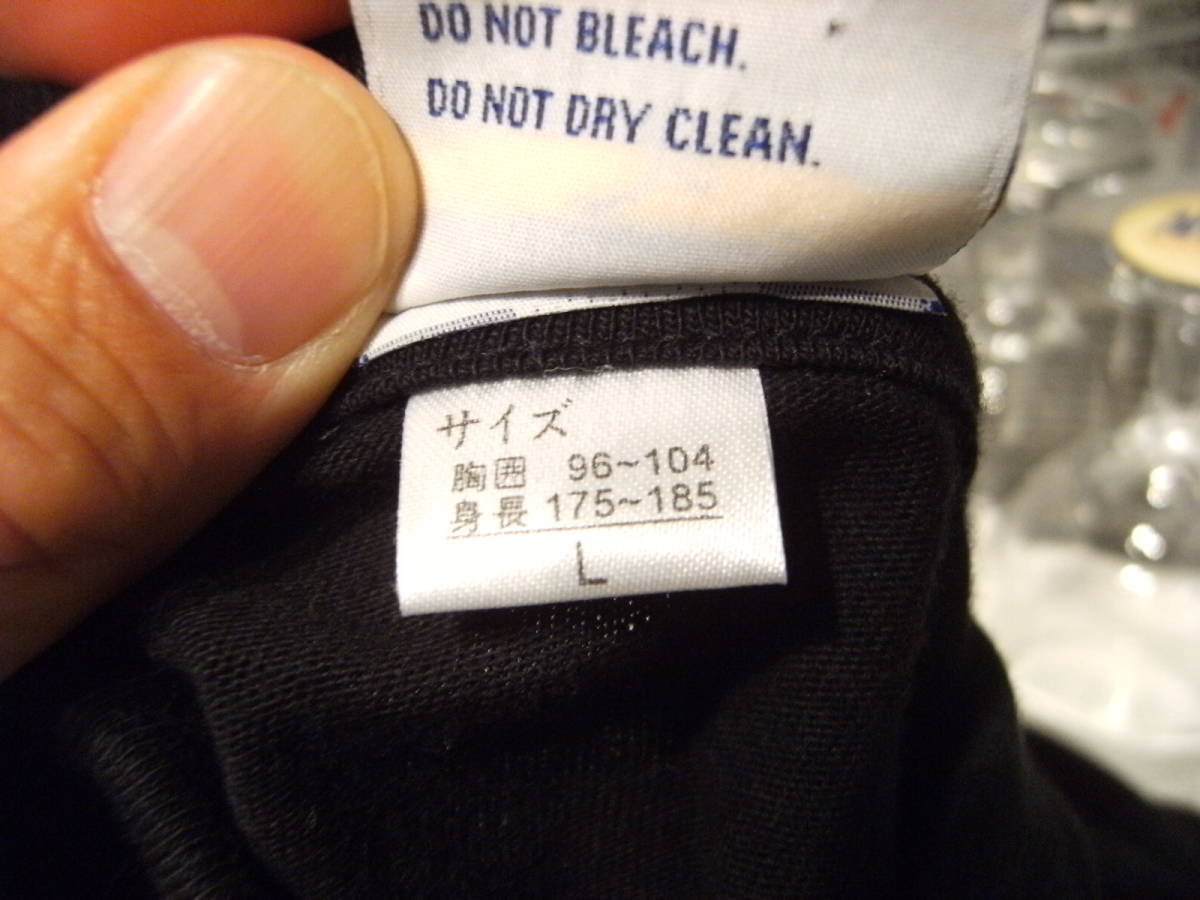 DO NOT BLEACH.
DO NOT DRY CLEAN.
サイズ
胸囲 96~104
身長 175~185
L